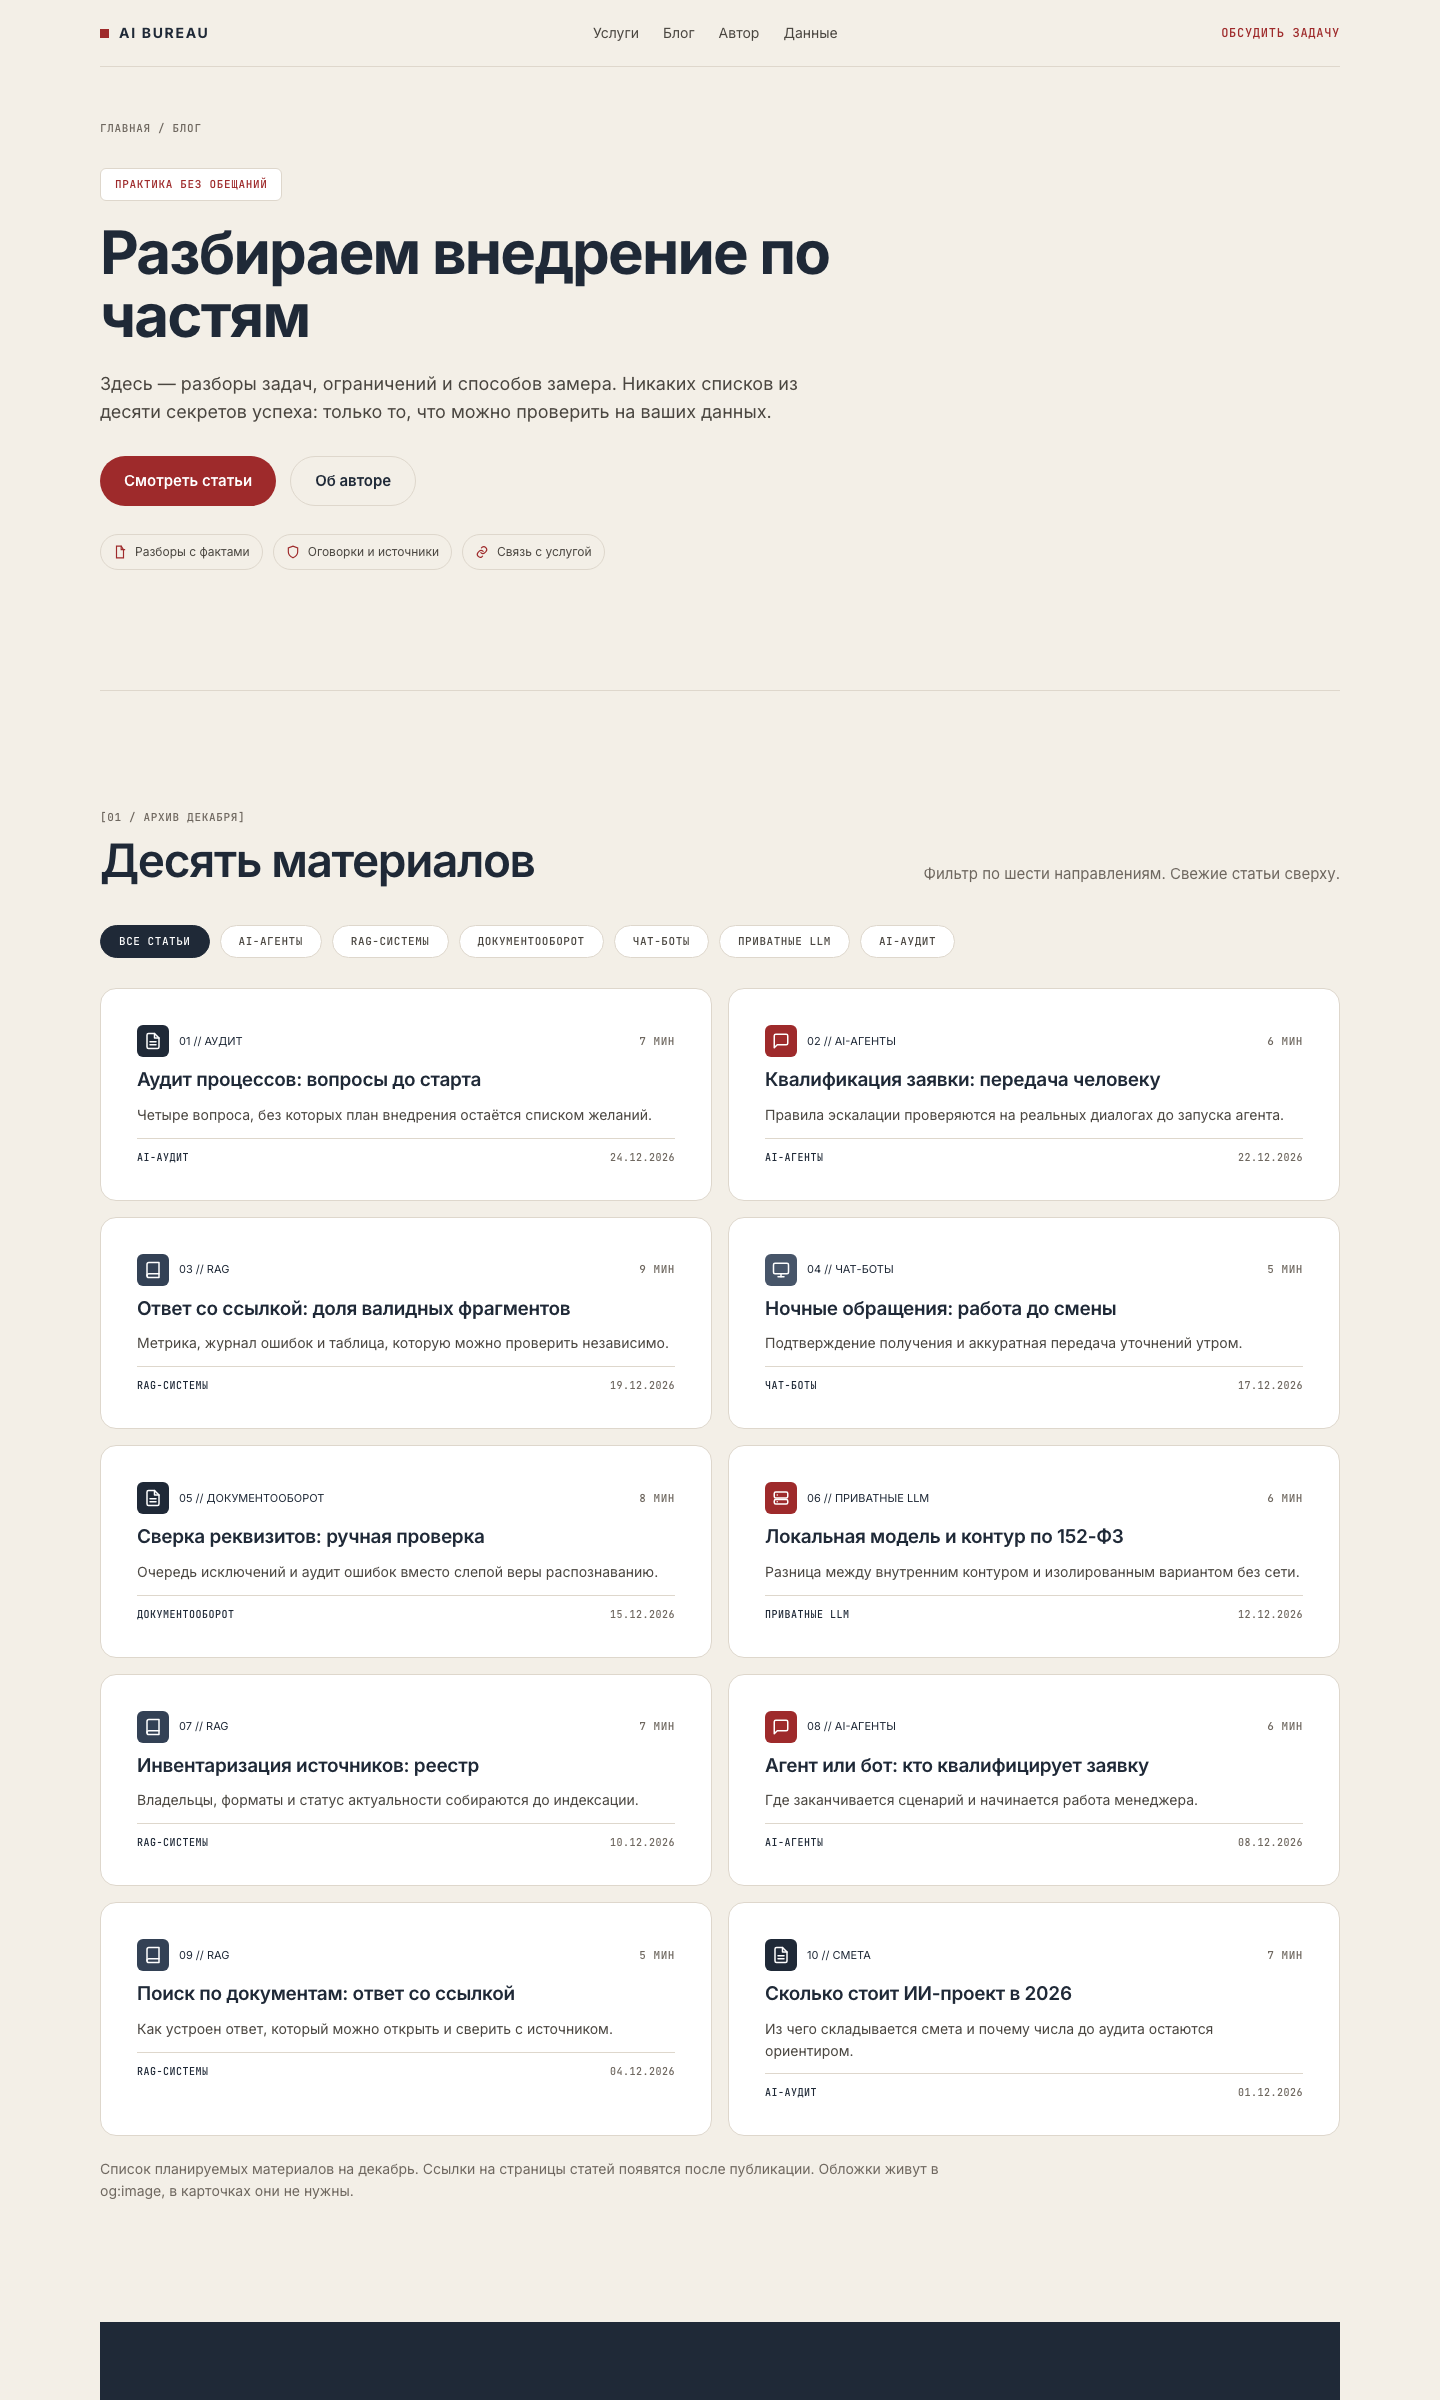 AI BUREAU
Услуги
Блог
Автор
Данные
ОБСУДИТЬ ЗАДАЧУ
ГЛАВНАЯ / БЛОГ
ПРАКТИКА БЕЗ ОБЕЩАНИЙ
Разбираем внедрение по
частям
Здесь — разборы задач, ограничений и способов замера. Никаких списков из
десяти секретов успеха: только то, что можно проверить на ваших данных.
Смотреть статьи
Об авторе
Разборы с фактами
Оговорки и источники
Связь с услугой
[01 / АРХИВ ДЕКАБРЯ]
Десять материалов
Фильтр по шести направлениям. Свежие статьи сверху.
ВСЕ СТАТЬИ
AI-АГЕНТЫ
RAG-СИСТЕМЫ
ДОКУМЕНТООБОРОТ
ЧАТ-БОТЫ
ПРИВАТНЫЕ LLM
AI-АУДИТ
01 // АУДИТ
7 МИН
Аудит процессов: вопросы до старта
Четыре вопроса, без которых план внедрения остаётся списком желаний.
AI-АУДИТ
24.12.2026
02 // AI-АГЕНТЫ
6 МИН
Квалификация заявки: передача человеку
Правила эскалации проверяются на реальных диалогах до запуска агента.
AI-АГЕНТЫ
22.12.2026
03 // RAG
9 МИН
Ответ со ссылкой: доля валидных фрагментов
Метрика, журнал ошибок и таблица, которую можно проверить независимо.
RAG-СИСТЕМЫ
19.12.2026
04 // ЧАТ-БОТЫ
5 МИН
Ночные обращения: работа до смены
Подтверждение получения и аккуратная передача уточнений утром.
ЧАТ-БОТЫ
17.12.2026
05 // ДОКУМЕНТООБОРОТ
8 МИН
Сверка реквизитов: ручная проверка
Очередь исключений и аудит ошибок вместо слепой веры распознаванию.
ДОКУМЕНТООБОРОТ
15.12.2026
06 // ПРИВАТНЫЕ LLM
6 МИН
Локальная модель и контур по 152-ФЗ
Разница между внутренним контуром и изолированным вариантом без сети.
ПРИВАТНЫЕ LLM
12.12.2026
07 // RAG
7 МИН
Инвентаризация источников: реестр
Владельцы, форматы и статус актуальности собираются до индексации.
RAG-СИСТЕМЫ
10.12.2026
08 // AI-АГЕНТЫ
6 МИН
Агент или бот: кто квалифицирует заявку
Где заканчивается сценарий и начинается работа менеджера.
AI-АГЕНТЫ
08.12.2026
09 // RAG
5 МИН
Поиск по документам: ответ со ссылкой
Как устроен ответ, который можно открыть и сверить с источником.
RAG-СИСТЕМЫ
04.12.2026
10 // СМЕТА
7 МИН
Сколько стоит ИИ-проект в 2026
Из чего складывается смета и почему числа до аудита остаются
ориентиром.
AI-АУДИТ
01.12.2026
Список планируемых материалов на декабрь. Ссылки на страницы статей появятся после публикации. Обложки живут в
og:image, в карточках они не нужны.